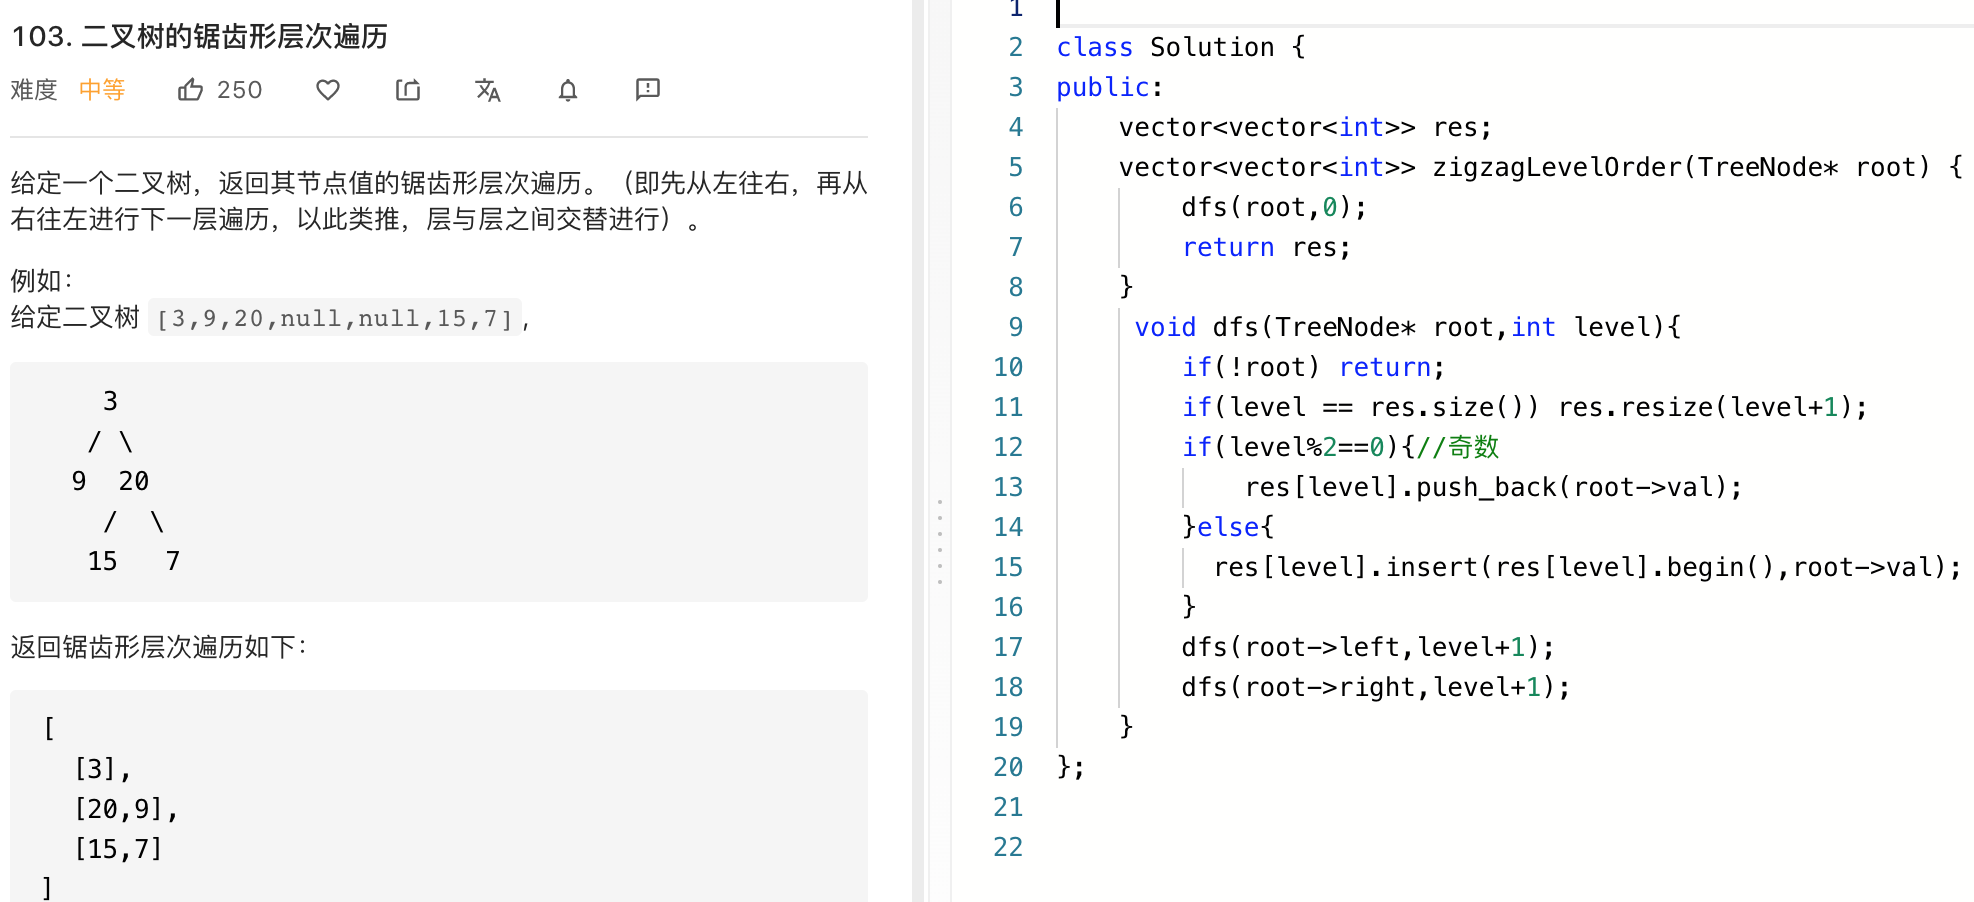 103. 二叉树的锯齿形层次遍历
难度 中等 250
给定一个二叉树，返回其节点值的锯齿形层次遍历。（即先从左往右，再从
右往左进行下一层遍历，以此类推，层与层之间交替进行）。
例如：
给定二叉树 [3,9,20,null,null,15,7],
3
/ \
9 20
/ \
15 7
返回锯齿形层次遍历如下：
[
[3],
[20,9],
[15,7]
]
1
2 class Solution {
3 public:
4 vector<vector<int>> res;
5 vector<vector<int>> zigzagLevelOrder(TreeNode* root) {
6 dfs(root,0);
7 return res;
8 }
9 void dfs(TreeNode* root,int level){
10 if(!root) return;
11 if(level == res.size()) res.resize(level+1);
12 if(level%2==0){//奇数
13 res[level].push_back(root->val);
14 }else{
15 res[level].insert(res[level].begin(),root->val);
16 }
17 dfs(root->left,level+1);
18 dfs(root->right,level+1);
19 }
20 };
21
22